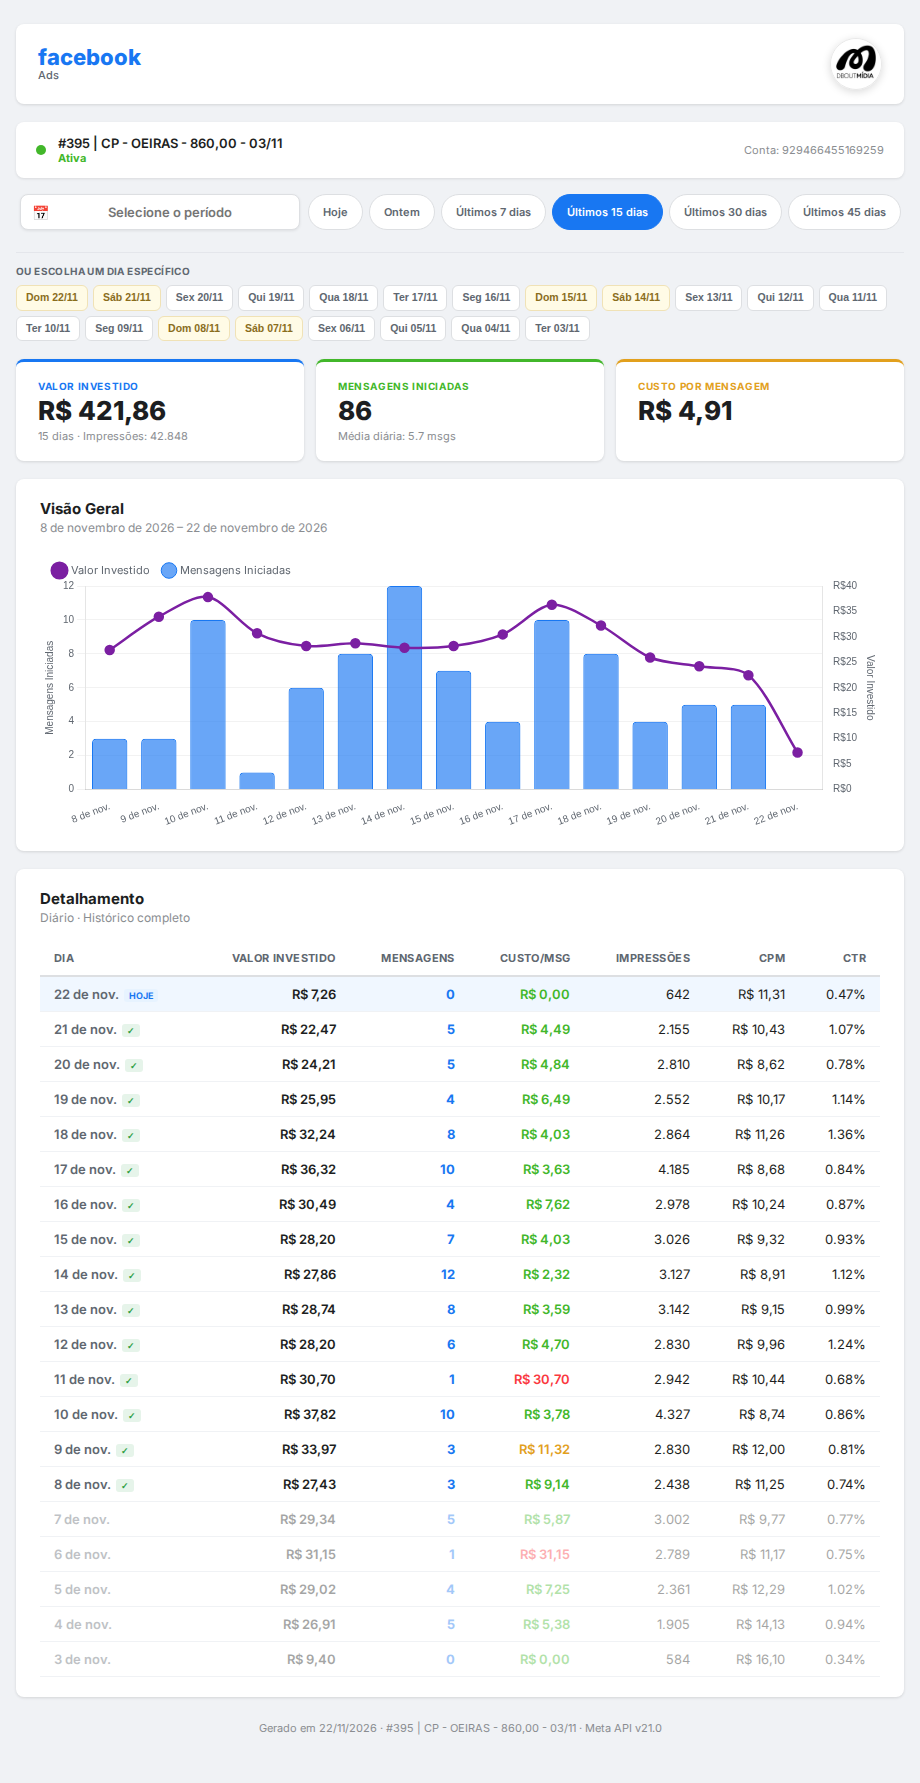 facebook
Ads
DBOUTMÍDIA
#395 | CP - OEIRAS - 860,00 - 03/11
Ativa
Conta: 929466455169259
Selecione o período
Hoje
Ontem
Últimos 7 dias
Últimos 15 dias
Últimos 30 dias
Últimos 45 dias
OU ESCOLHA UM DIA ESPECÍFICO
Dom 22/11 Sáb 21/11 Sex 20/11 Qui 19/11 Qua 18/11 Ter 17/11 Seg 16/11 Dom 15/11 Sáb 14/11 Sex 13/11 Qui 12/11 Qua 11/11
Ter 10/11 Seg 09/11 Dom 08/11 Sáb 07/11 Sex 06/11 Qui 05/11 Qua 04/11 Ter 03/11
VALOR INVESTIDO
R$ 421,86
15 dias · Impressões: 42.848
MENSAGENS INICIADAS
86
Média diária: 5.7 msgs
CUSTO POR MENSAGEM
R$ 4,91
Visão Geral
8 de novembro de 2026 – 22 de novembro de 2026
Valor Investido Mensagens Iniciadas
Mensagens Iniciadas
12
10
8
6
4
2
0
R$40
R$35
R$30
R$25
R$20
R$15
R$10
R$5
R$0
Valor Investido
8 de nov. 9 de nov. 10 de nov. 11 de nov. 12 de nov. 13 de nov. 14 de nov. 15 de nov. 16 de nov. 17 de nov. 18 de nov. 19 de nov. 20 de nov. 21 de nov. 22 de nov.
Detalhamento
Diário · Histórico completo
DIA VALOR INVESTIDO MENSAGENS CUSTO/MSG IMPRESSÕES CPM CTR
22 de nov. HOJE R$ 7,26 0 R$ 0,00 642 R$ 11,31 0.47%
21 de nov. ✓ R$ 22,47 5 R$ 4,49 2.155 R$ 10,43 1.07%
20 de nov. ✓ R$ 24,21 5 R$ 4,84 2.810 R$ 8,62 0.78%
19 de nov. ✓ R$ 25,95 4 R$ 6,49 2.552 R$ 10,17 1.14%
18 de nov. ✓ R$ 32,24 8 R$ 4,03 2.864 R$ 11,26 1.36%
17 de nov. ✓ R$ 36,32 10 R$ 3,63 4.185 R$ 8,68 0.84%
16 de nov. ✓ R$ 30,49 4 R$ 7,62 2.978 R$ 10,24 0.87%
15 de nov. ✓ R$ 28,20 7 R$ 4,03 3.026 R$ 9,32 0.93%
14 de nov. ✓ R$ 27,86 12 R$ 2,32 3.127 R$ 8,91 1.12%
13 de nov. ✓ R$ 28,74 8 R$ 3,59 3.142 R$ 9,15 0.99%
12 de nov. ✓ R$ 28,20 6 R$ 4,70 2.830 R$ 9,96 1.24%
11 de nov. ✓ R$ 30,70 1 R$ 30,70 2.942 R$ 10,44 0.68%
10 de nov. ✓ R$ 37,82 10 R$ 3,78 4.327 R$ 8,74 0.86%
9 de nov. ✓ R$ 33,97 3 R$ 11,32 2.830 R$ 12,00 0.81%
8 de nov. ✓ R$ 27,43 3 R$ 9,14 2.438 R$ 11,25 0.74%
7 de nov. R$ 29,34 5 R$ 5,87 3.002 R$ 9,77 0.77%
6 de nov. R$ 31,15 1 R$ 31,15 2.789 R$ 11,17 0.75%
5 de nov. R$ 29,02 4 R$ 7,25 2.361 R$ 12,29 1.02%
4 de nov. R$ 26,91 5 R$ 5,38 1.905 R$ 14,13 0.94%
3 de nov. R$ 9,40 0 R$ 0,00 584 R$ 16,10 0.34%
Gerado em 22/11/2026 · #395 | CP - OEIRAS - 860,00 - 03/11 · Meta API v21.0